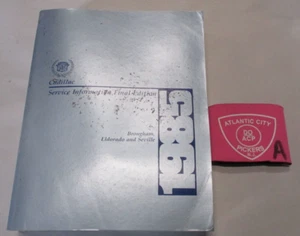 Cadillac
Service Information Final Edition
Brougham,
Eldorado and Seville
1985
ATLANTIC CITY
PICKERS
A